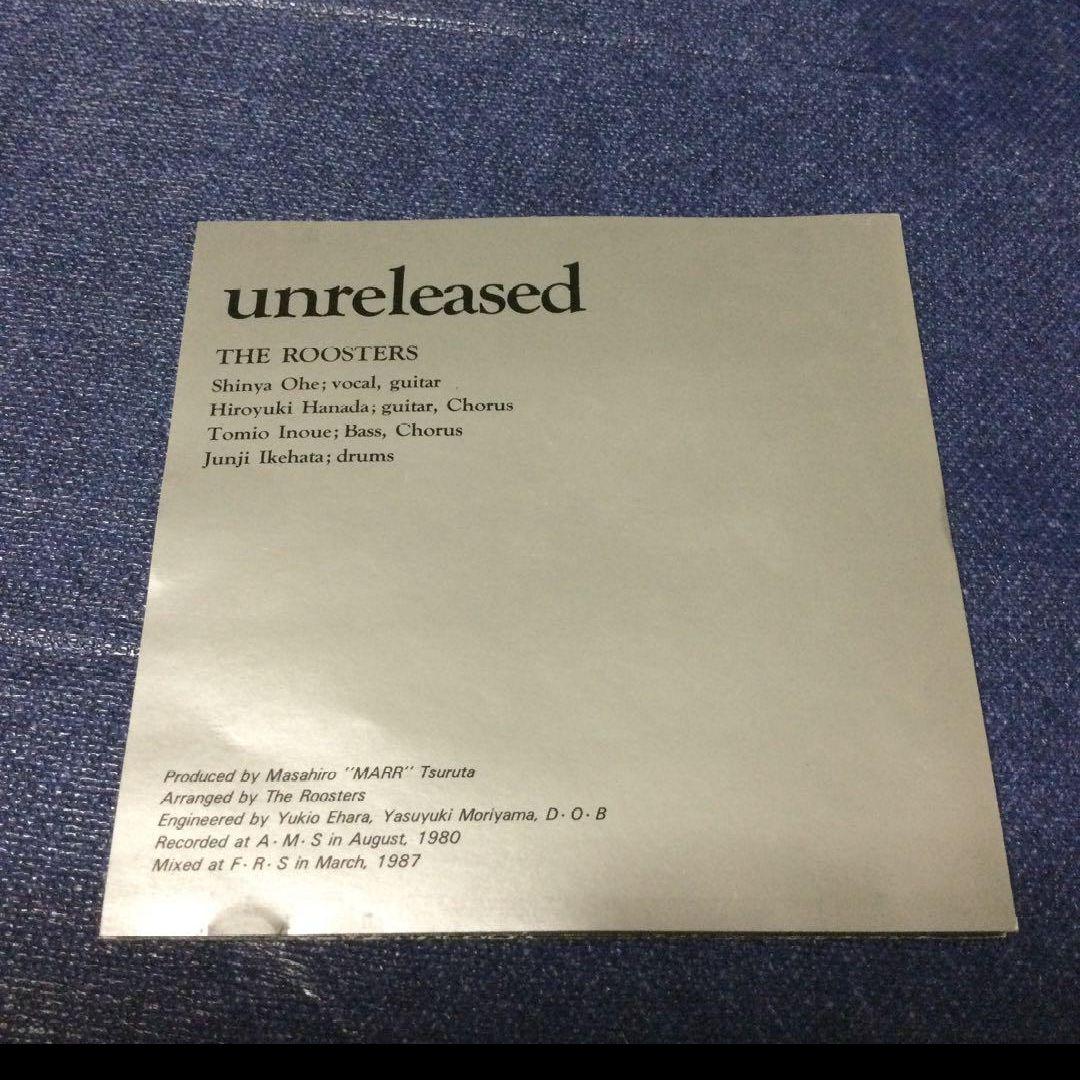 unreleased
THE ROOSTERS
Shinya Ohe; vocal, guitar
Hiroyuki Hanada; guitar, Chorus
Tomio Inoue; Bass, Chorus
Junji Ikehata; drums
Produced by Masahiro "MARR" Tsuruta
Arranged by The Roosters
Engineered by Yukio Ehara, Yasuyuki Moriyama, D·O·B
Recorded at A·M·S in August, 1980
Mixed at F·R·S in March, 1987